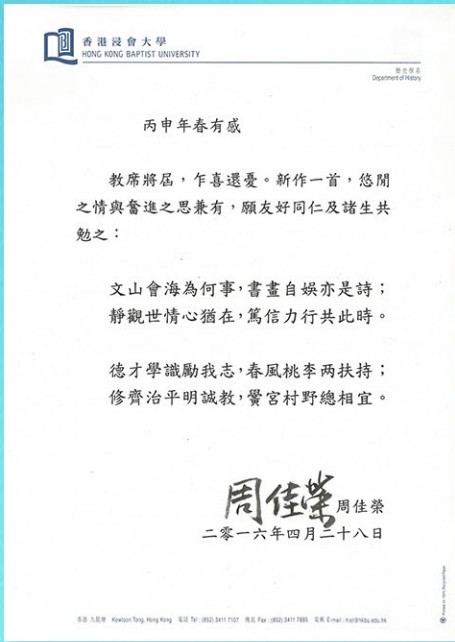 香港浸會大學
HONG KONG BAPTIST UNIVERSITY
歷史學系
Department of History
丙申年春有感
教席將屆，乍喜還憂。新作一首，悠閒
之情與奮進之思兼有，願友好同仁及諸生共
勉之：
文山會海為何事，書畫自娛亦是詩；
靜觀世情心猶在，篤信力行共此時。
德才學識勵我志，春風桃李兩扶持；
修齊治平明誠教，黌宮村野總相宜。
周佳榮 周佳榮
二零一六年四月二十八日
香港 九龍塘 Kowloon Tong, Hong Kong 電話 Tel : (852) 3411 7107 傳真 Fax : (852) 3411 7885 電郵 E-mail : hist@hkbu.edu.hk